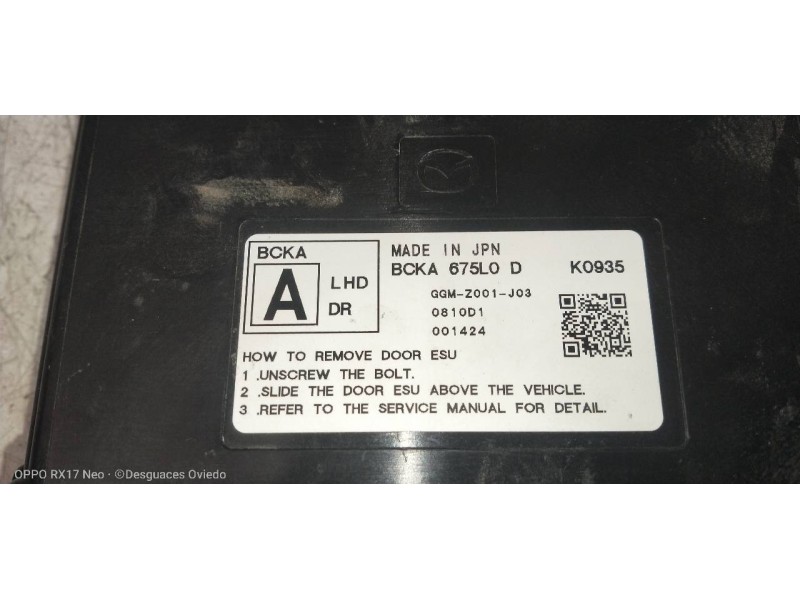 BCKA
A
LHD
DR
MADE IN JPN
BCKA 675L0 D K0935
GGM-Z001-J03
0810D1
001424
HOW TO REMOVE DOOR ESU
1 .UNSCREW THE BOLT.
2 .SLIDE THE DOOR ESU ABOVE THE VEHICLE.
3 .REFER TO THE SERVICE MANUAL FOR DETAIL.
OPPO RX17 Neo · ©Desguaces Oviedo